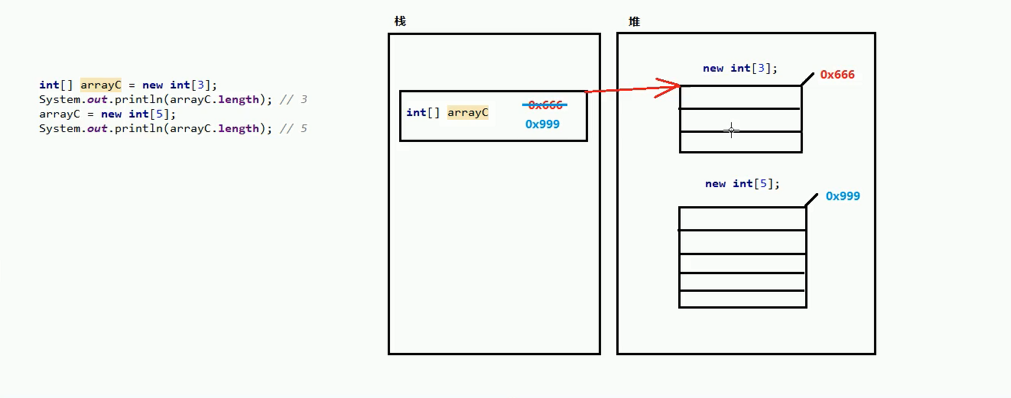 栈
堆
int[] arrayC = new int[3];
System.out.println(arrayC.length); // 3
arrayC = new int[5];
System.out.println(arrayC.length); // 5
int[] arrayC
0x666
0x999
new int[3];
0x666
new int[5];
0x999